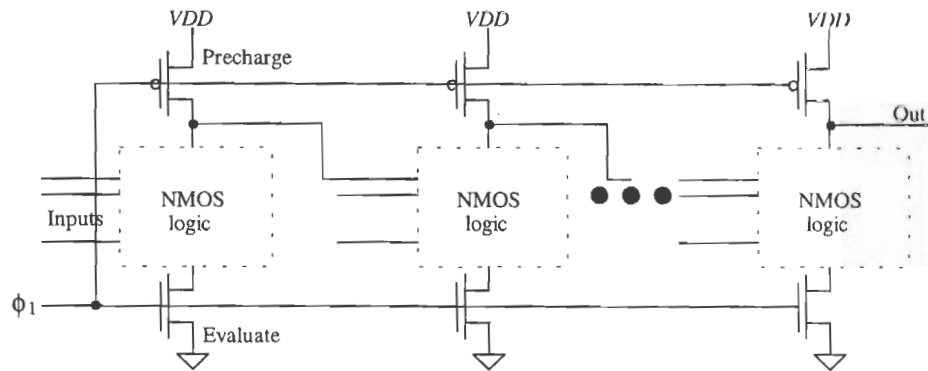 VDD VDD VDD
Precharge
Out
NMOS logic
NMOS logic
NMOS logic
Inputs
ϕ1
Evaluate